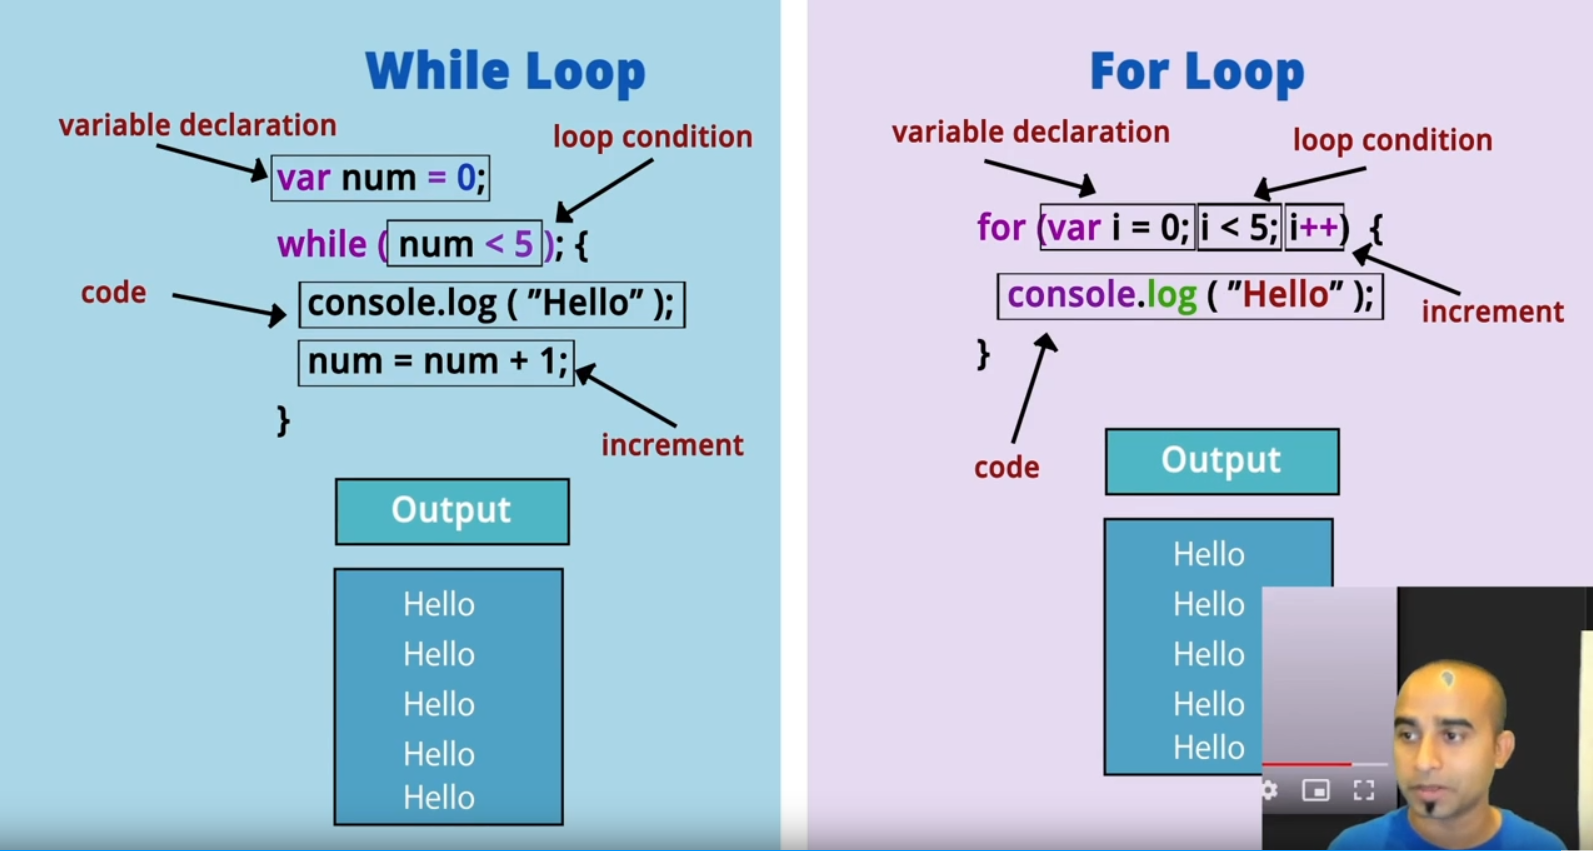 While Loop
variable declaration
loop condition
var num = 0;
while ( num < 5 ); {
code
console.log ( ”Hello” );
num = num + 1;
}
increment
Output
Hello
Hello
Hello
Hello
Hello
For Loop
variable declaration
loop condition
for (var i = 0; i < 5; i++) {
console.log ( ”Hello” );
increment
}
code
Output
Hello
Hello
Hello
Hello
Hello